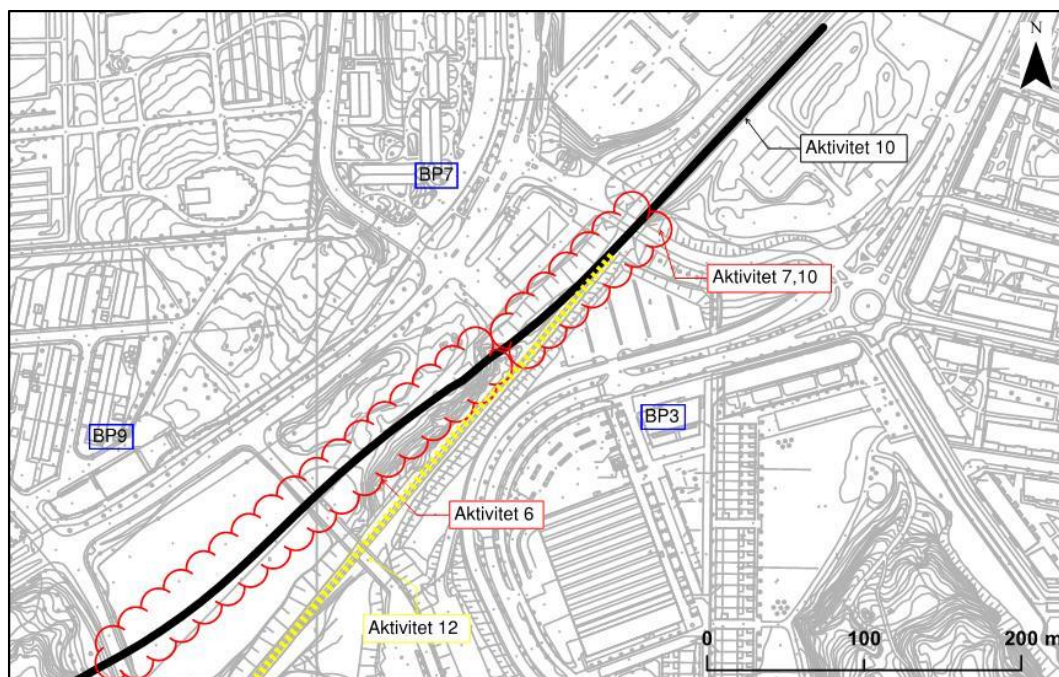 N
Aktivitet 10
BP7
Aktivitet 7,10
BP3
BP9
Aktivitet 6
Aktivitet 12
0 100 200 m